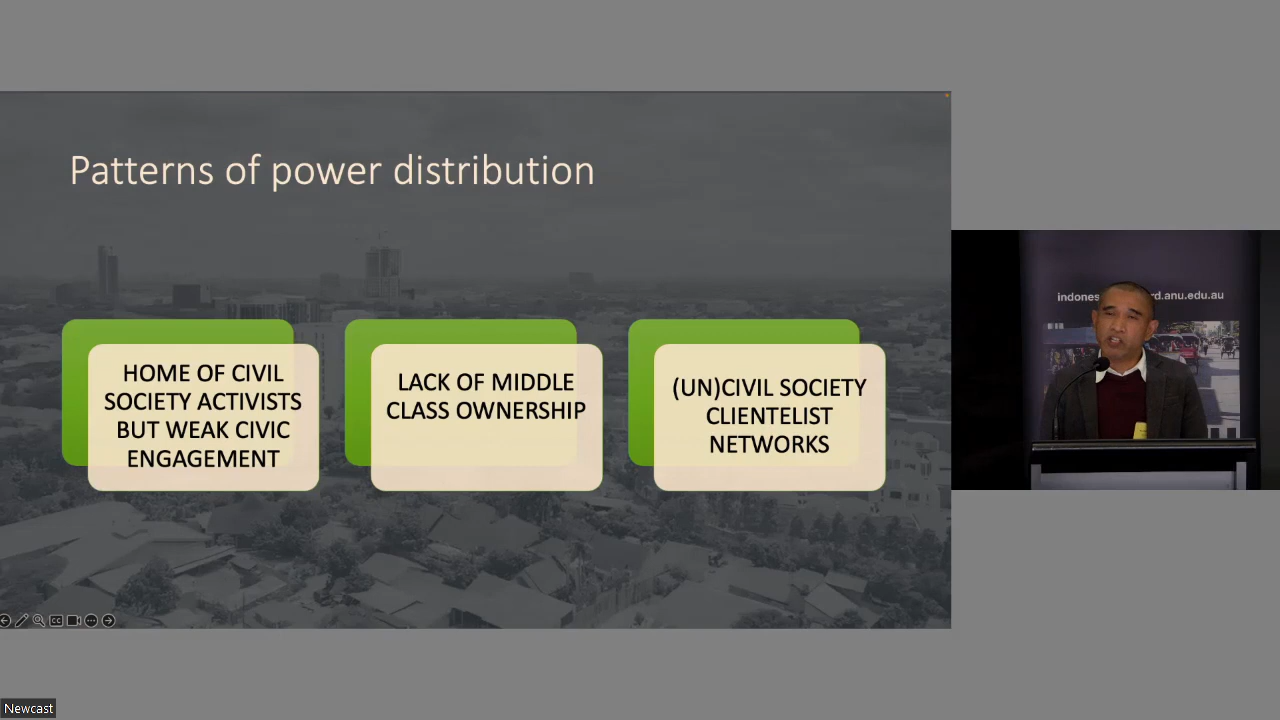 Patterns of power distribution
HOME OF CIVIL
SOCIETY ACTIVISTS
BUT WEAK CIVIC
ENGAGEMENT
LACK OF MIDDLE
CLASS OWNERSHIP
(UN)CIVIL SOCIETY
CLIENTELIST
NETWORKS
rd.anu.edu.au
Newcast